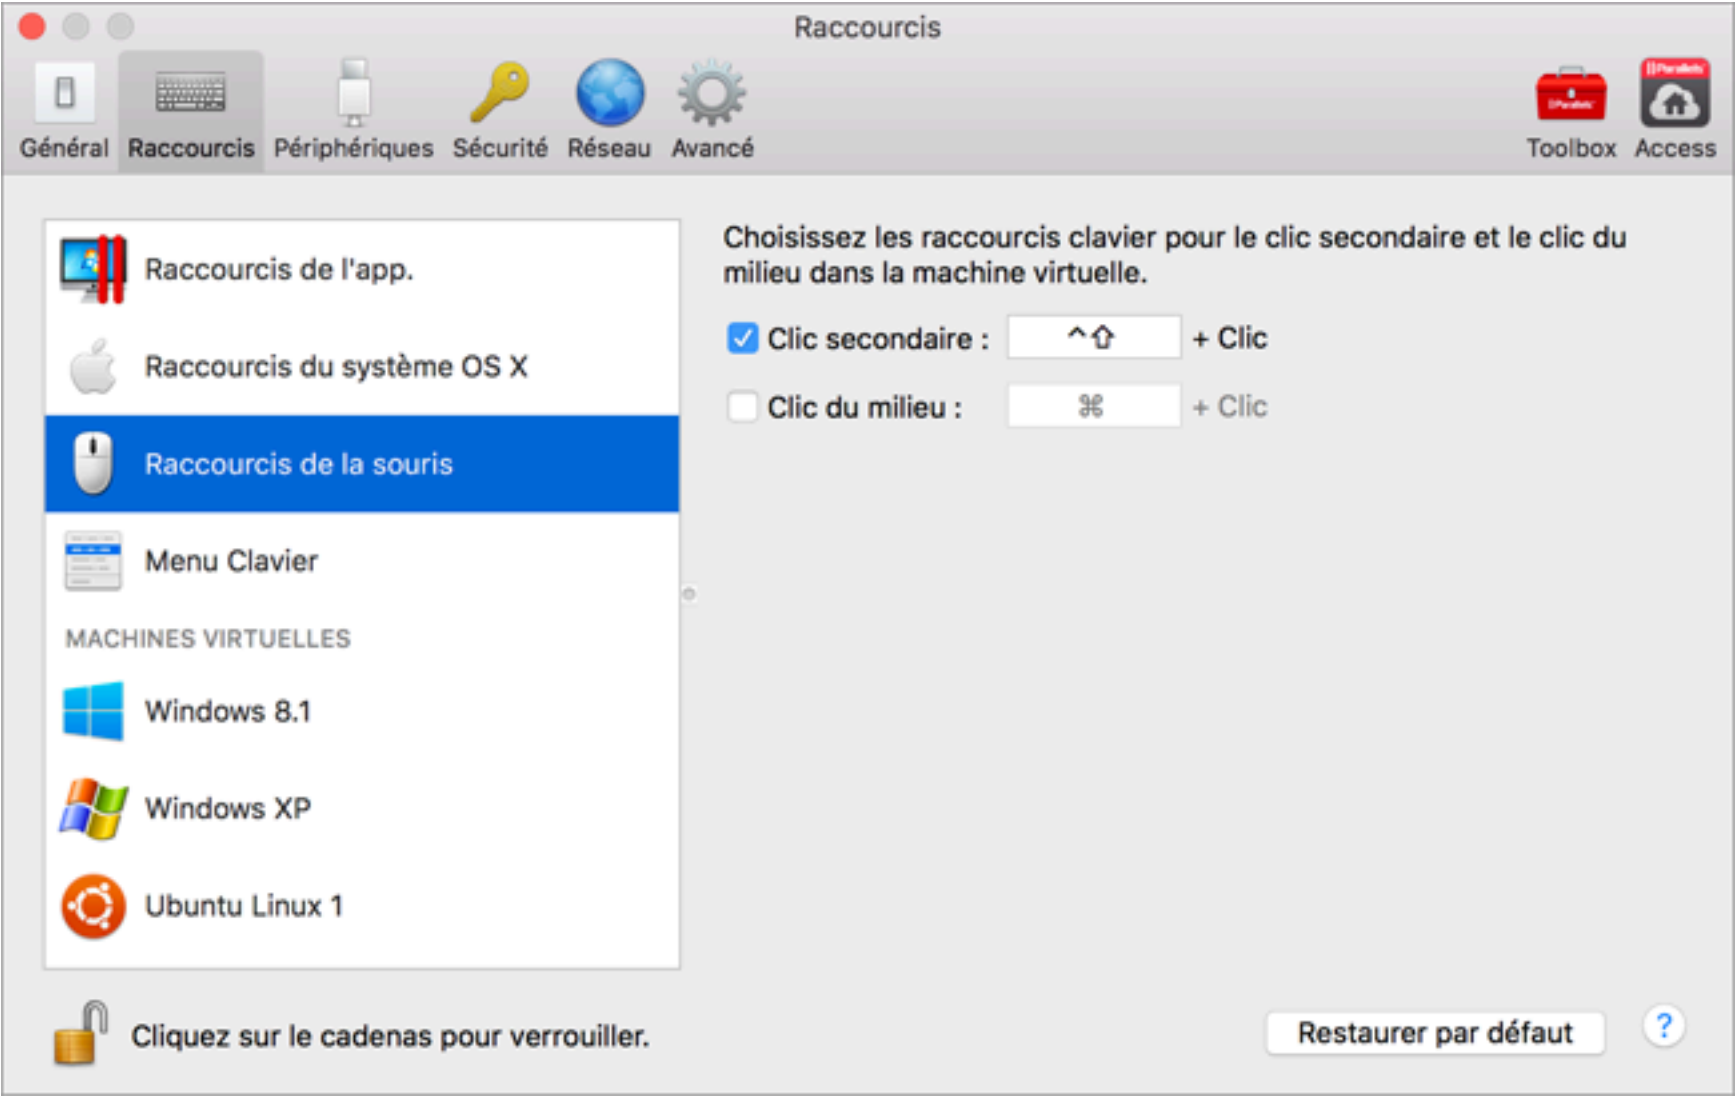 Raccourcis
Général Raccourcis Périphériques Sécurité Réseau Avancé Toolbox Access
Parallels
Parallels
Raccourcis de l'app.
Raccourcis du système OS X
Raccourcis de la souris
Menu Clavier
MACHINES VIRTUELLES
Windows 8.1
Windows XP
Ubuntu Linux 1
Choisissez les raccourcis clavier pour le clic secondaire et le clic du
milieu dans la machine virtuelle.
Clic secondaire : ^⇧ + Clic
Clic du milieu : ⌘ + Clic
Cliquez sur le cadenas pour verrouiller.
Restaurer par défaut ?